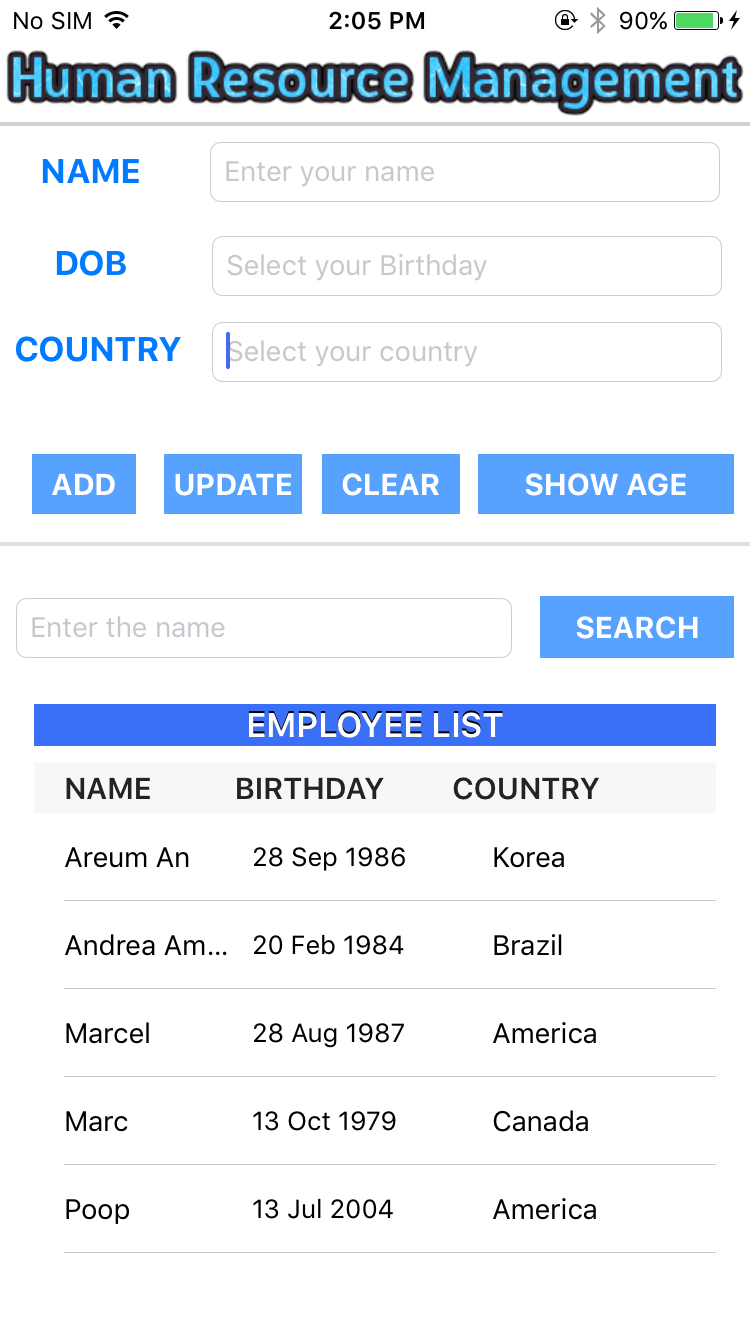 No SIM 2:05 PM 90%
Human Resource Management
NAME Enter your name
DOB Select your Birthday
COUNTRY Select your country
ADD UPDATE CLEAR SHOW AGE
Enter the name SEARCH
EMPLOYEE LIST
NAME BIRTHDAY COUNTRY
Areum An 28 Sep 1986 Korea
Andrea Am... 20 Feb 1984 Brazil
Marcel 28 Aug 1987 America
Marc 13 Oct 1979 Canada
Poop 13 Jul 2004 America